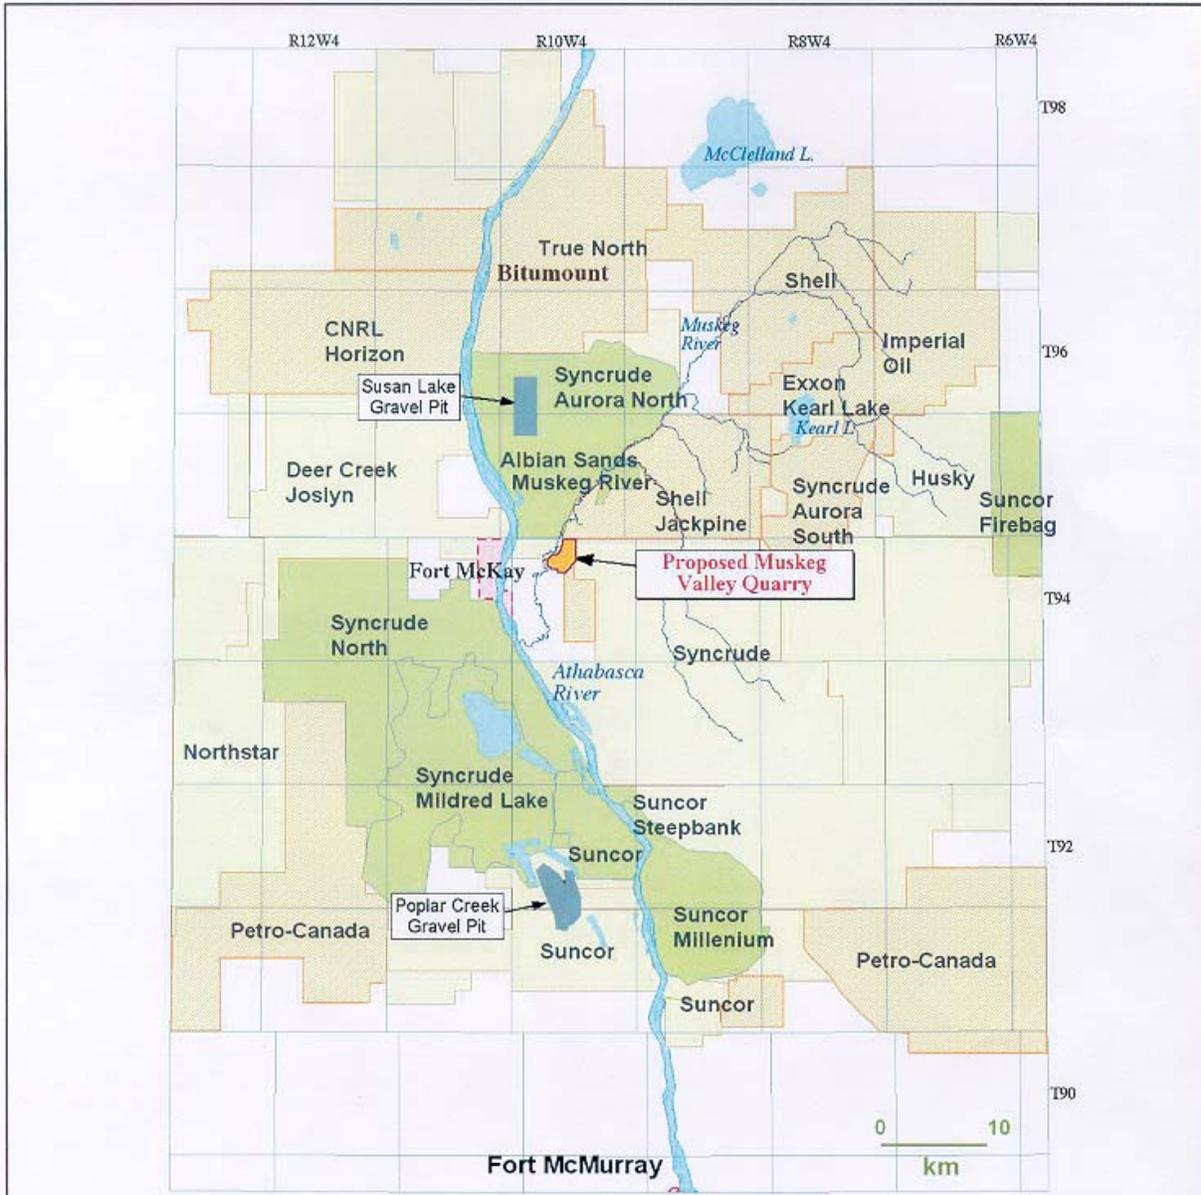 R12W4
R10W4
R8W4
R6W4
T98
McClelland L.
True North
Bitumount
Shell
CNRL
Horizon
Muskeg
River
Imperial
Oil
T96
Susan Lake
Gravel Pit
Syncrude
Aurora North
Exxon
Kearl Lake
Kearl L
Deer Creek
Joslyn
Albian Sands
Muskeg River
Shell
Jackpine
Syncrude
Aurora
South
Husky
Suncor
Firebag
Fort McKay
Proposed Muskeg
Valley Quarry
T94
Syncrude
North
Syncrude
Athabasca
River
Northstar
Syncrude
Mildred Lake
Suncor
Steepbank
Suncor
T92
Poplar Creek
Gravel Pit
Petro-Canada
Suncor
Suncor
Millenium
Petro-Canada
Suncor
T90
0 10
km
Fort McMurray